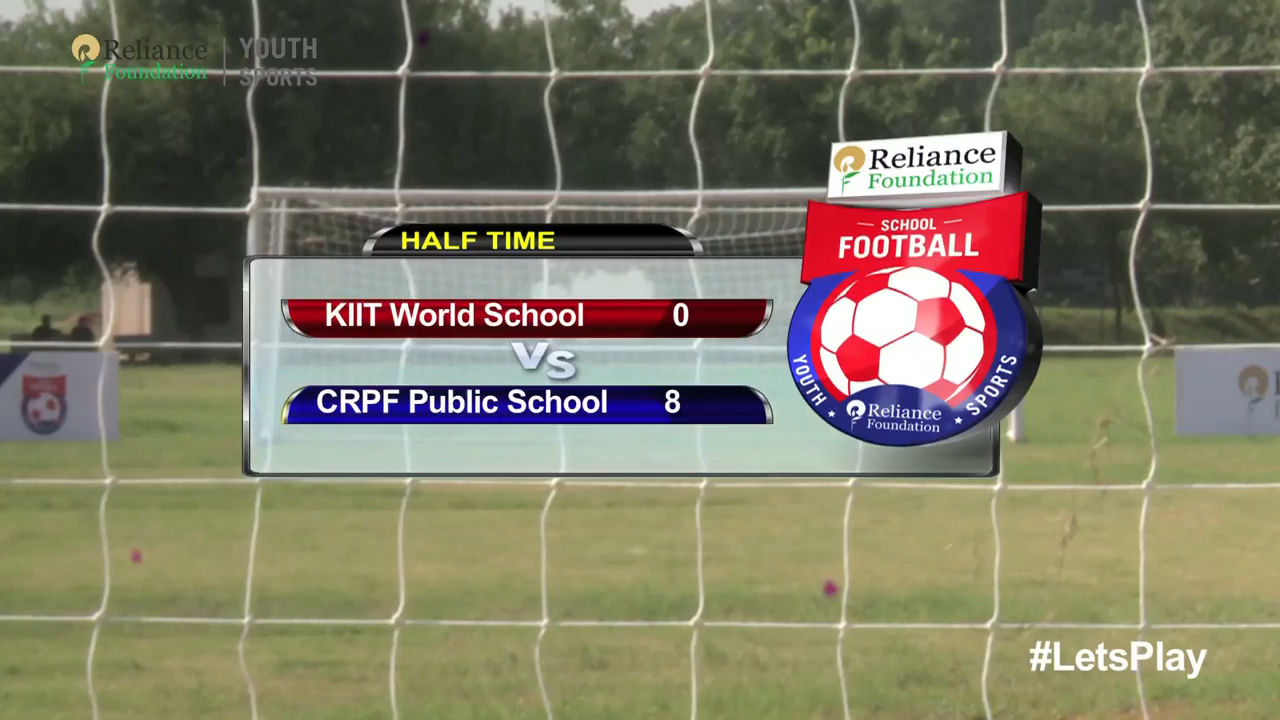 Reliance
Foundation
YOUTH
SPORTS
Reliance
Foundation
SCHOOL
FOOTBALL
HALF TIME
KIIT World School 0
VS
CRPF Public School 8
YOUTH
SPORTS
Reliance
Foundation
#LetsPlay